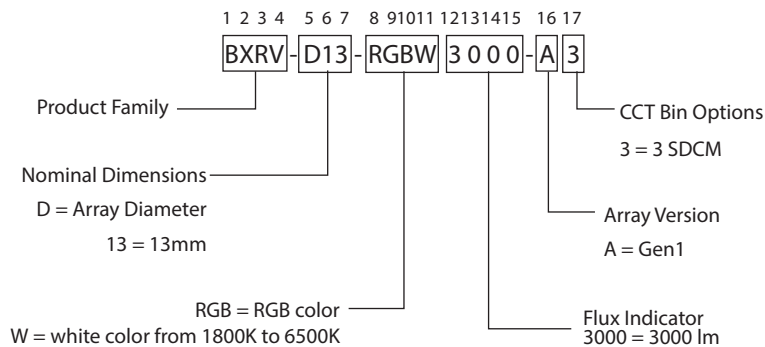 1 2 3 4 5 6 7 8 9 10 11 12 13 14 15 16 17
BXRV - D13 - RGBW 3 0 0 0 - A 3
Product Family
CCT Bin Options
3 = 3 SDCM
Nominal Dimensions
D = Array Diameter
13 = 13mm
Array Version
A = Gen1
RGB = RGB color
W = white color from 1800K to 6500K
Flux Indicator
3000 = 3000 lm